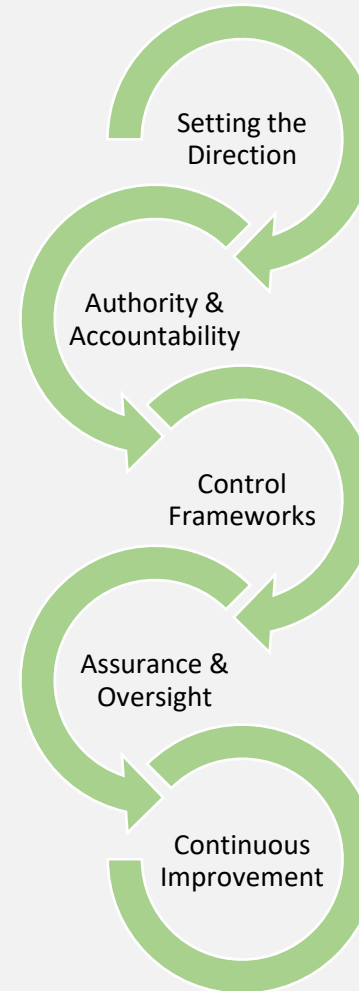 Setting the
Direction
Authority &
Accountability
Control
Frameworks
Assurance &
Oversight
Continuous
Improvement